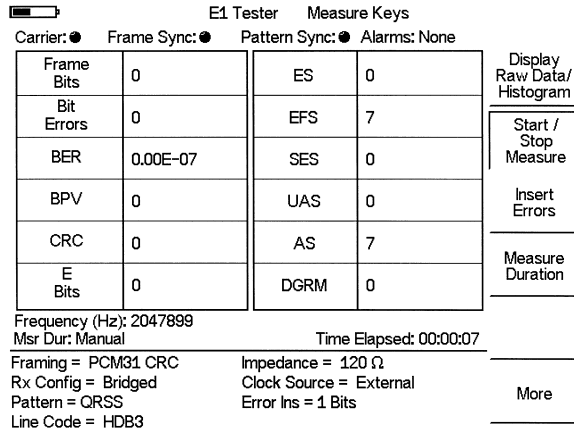 E1 Tester Measure Keys
Carrier: Frame Sync: Pattern Sync: Alarms: None
Frame Bits 0 ES 0
Bit Errors 0 EFS 7
BER 0.00E-07 SES 0
BPV 0 UAS 0
CRC 0 AS 7
E Bits 0 DGRM 0
Frequency (Hz): 2047899
Msr Dur: Manual Time Elapsed: 00:00:07
Framing = PCM31 CRC Impedance = 120 Ω
Rx Config = Bridged Clock Source = External
Pattern = QRSS Error Ins = 1 Bits
Line Code = HDB3
Display
Raw Data/
Histogram
Start /
Stop
Measure
Insert
Errors
Measure
Duration
More